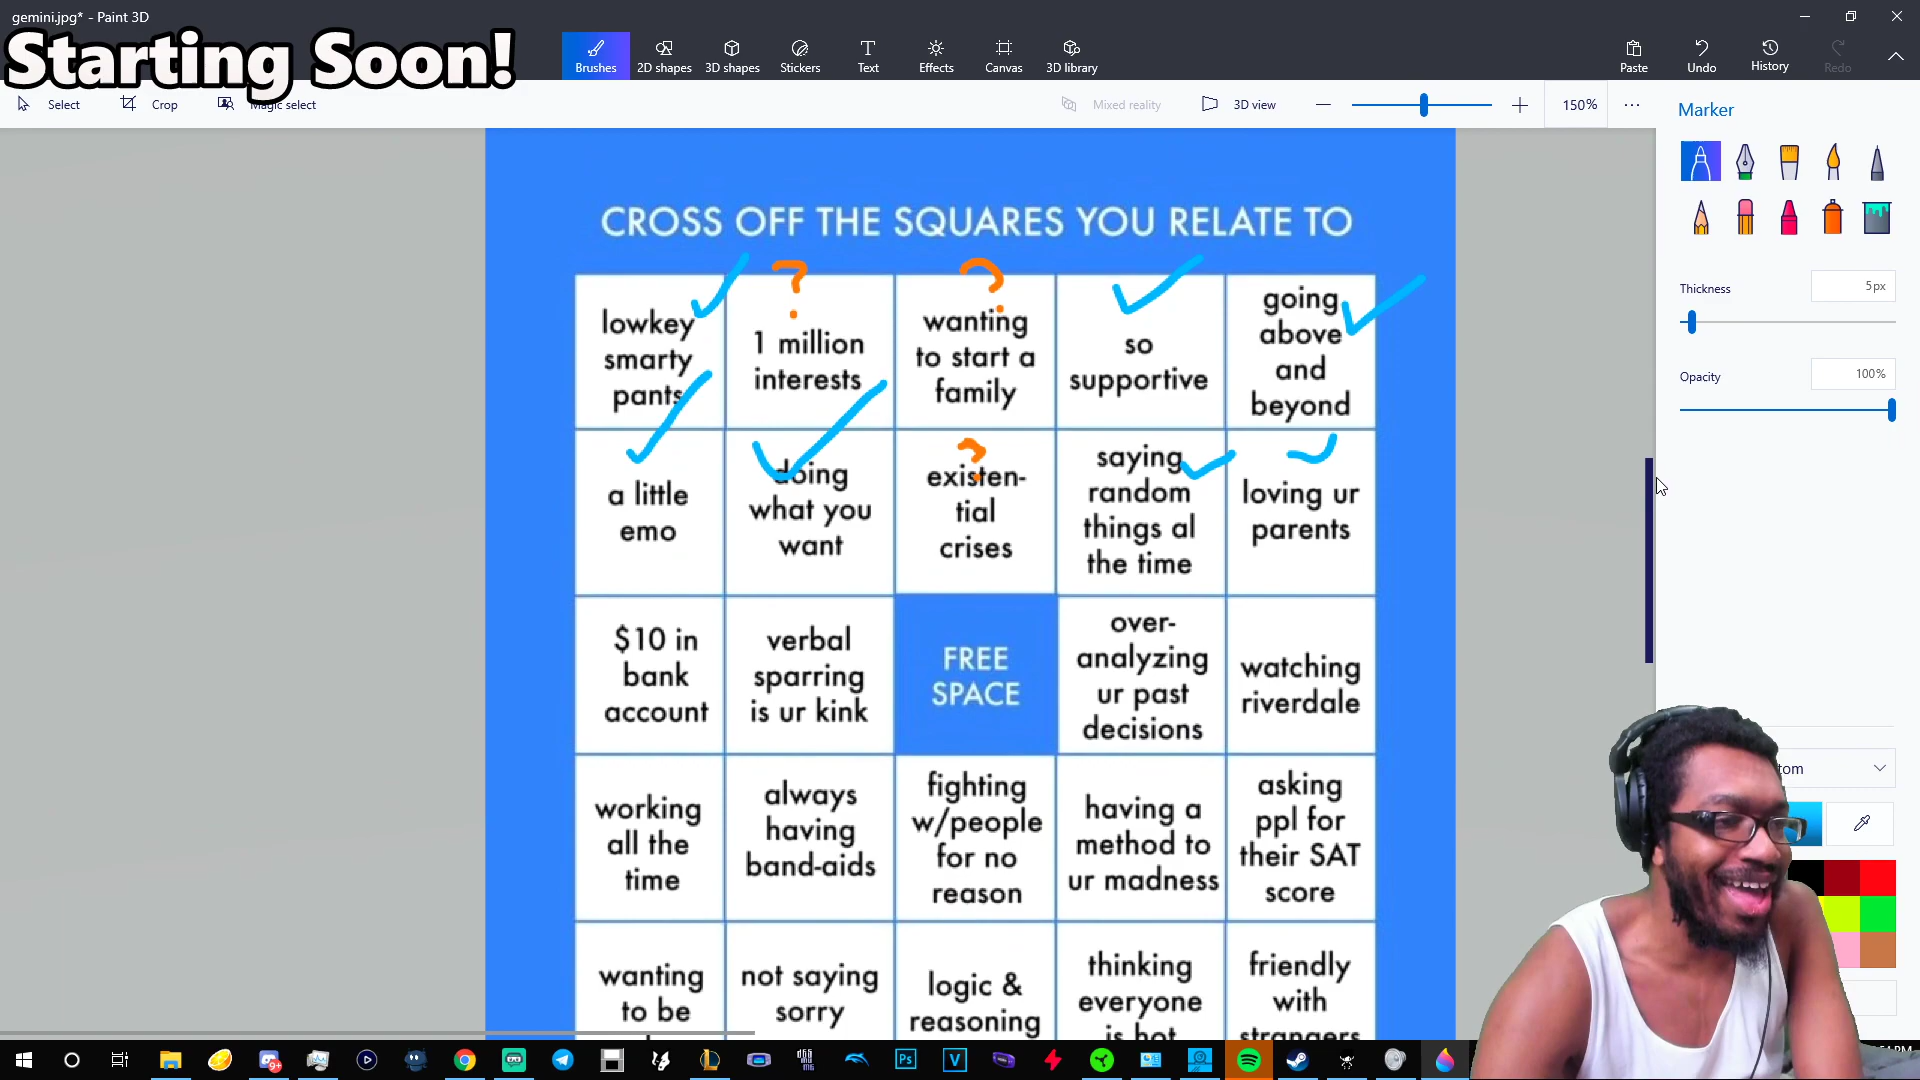 gemini.jpg* - Paint 3D
Starting Soon!
Brushes
2D shapes
3D shapes
Stickers
Text
Effects
Canvas
3D library
Paste
Undo
History
Redo
Select
Crop
Magic select
Mixed reality
3D view
150%
Marker
Thickness
5px
Opacity
100%
CROSS OFF THE SQUARES YOU RELATE TO
lowkey
smarty
pants
?
1 million
interests
?
wanting
to start a
family
so
supportive
going
above
and
beyond
a little
emo
doing
what you
want
?
existen-
tial
crises
saying
random
things al
the time
loving ur
parents
$10 in
bank
account
verbal
sparring
is ur kink
FREE
SPACE
over-
analyzing
ur past
decisions
watching
riverdale
working
all the
time
always
having
band-aids
fighting
w/people
for no
reason
having a
method to
ur madness
asking
ppl for
their SAT
score
wanting
to be
not saying
sorry
logic &
reasoning
thinking
everyone
is hot
friendly
with
strangers
Ps
V